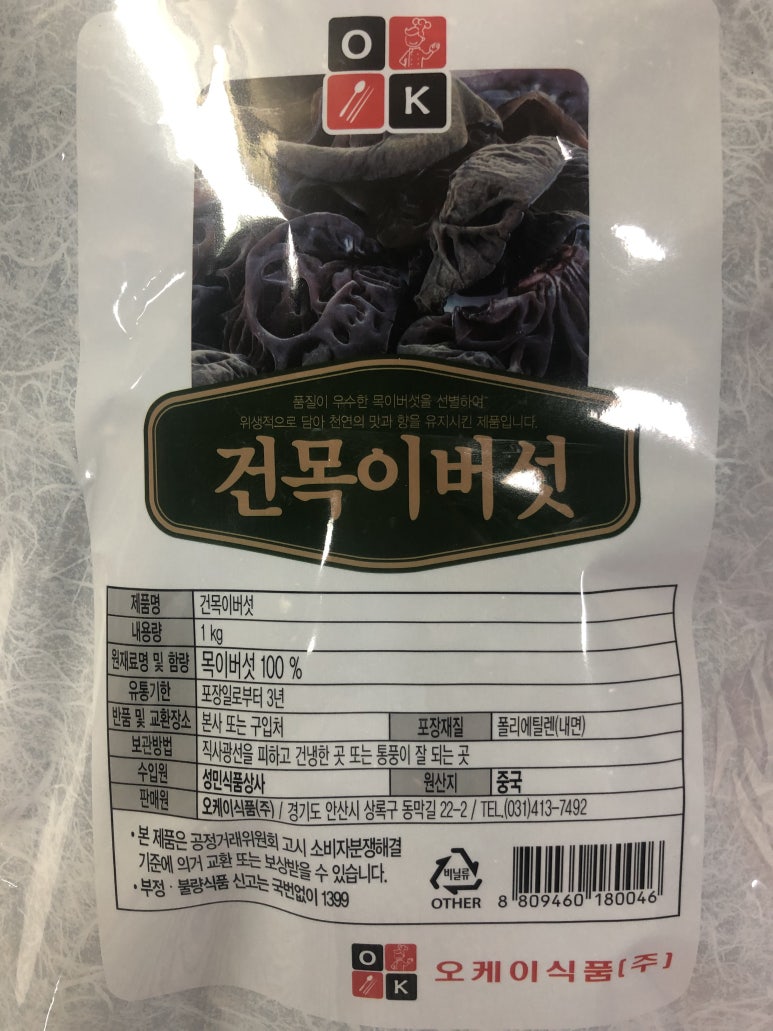 O
K
품질이 우수한 목이버섯을 선별하여
위생적으로 담아 천연의 맛과 향을 유지시킨 제품입니다.
건목이버섯
제품명 건목이버섯
내용량 1 kg
원재료명 및 함량 목이버섯 100 %
유통기한 포장일로부터 3년
반품 및 교환장소 본사 또는 구입처 포장재질 폴리에틸렌(내면)
보관방법 직사광선을 피하고 건냉한 곳 또는 통풍이 잘 되는 곳
수입원 성민식품상사 원산지 중국
판매원 오케이식품(주) / 경기도 안산시 상록구 동막길 22-2 / TEL.(031)413-7492
• 본 제품은 공정거래위원회 고시 소비자분쟁해결
기준에 의거 교환 또는 보상받을 수 있습니다.
• 부정 · 불량식품 신고는 국번없이 1399
비닐류
OTHER
8 809460 180046
O
K
오케이식품(주)